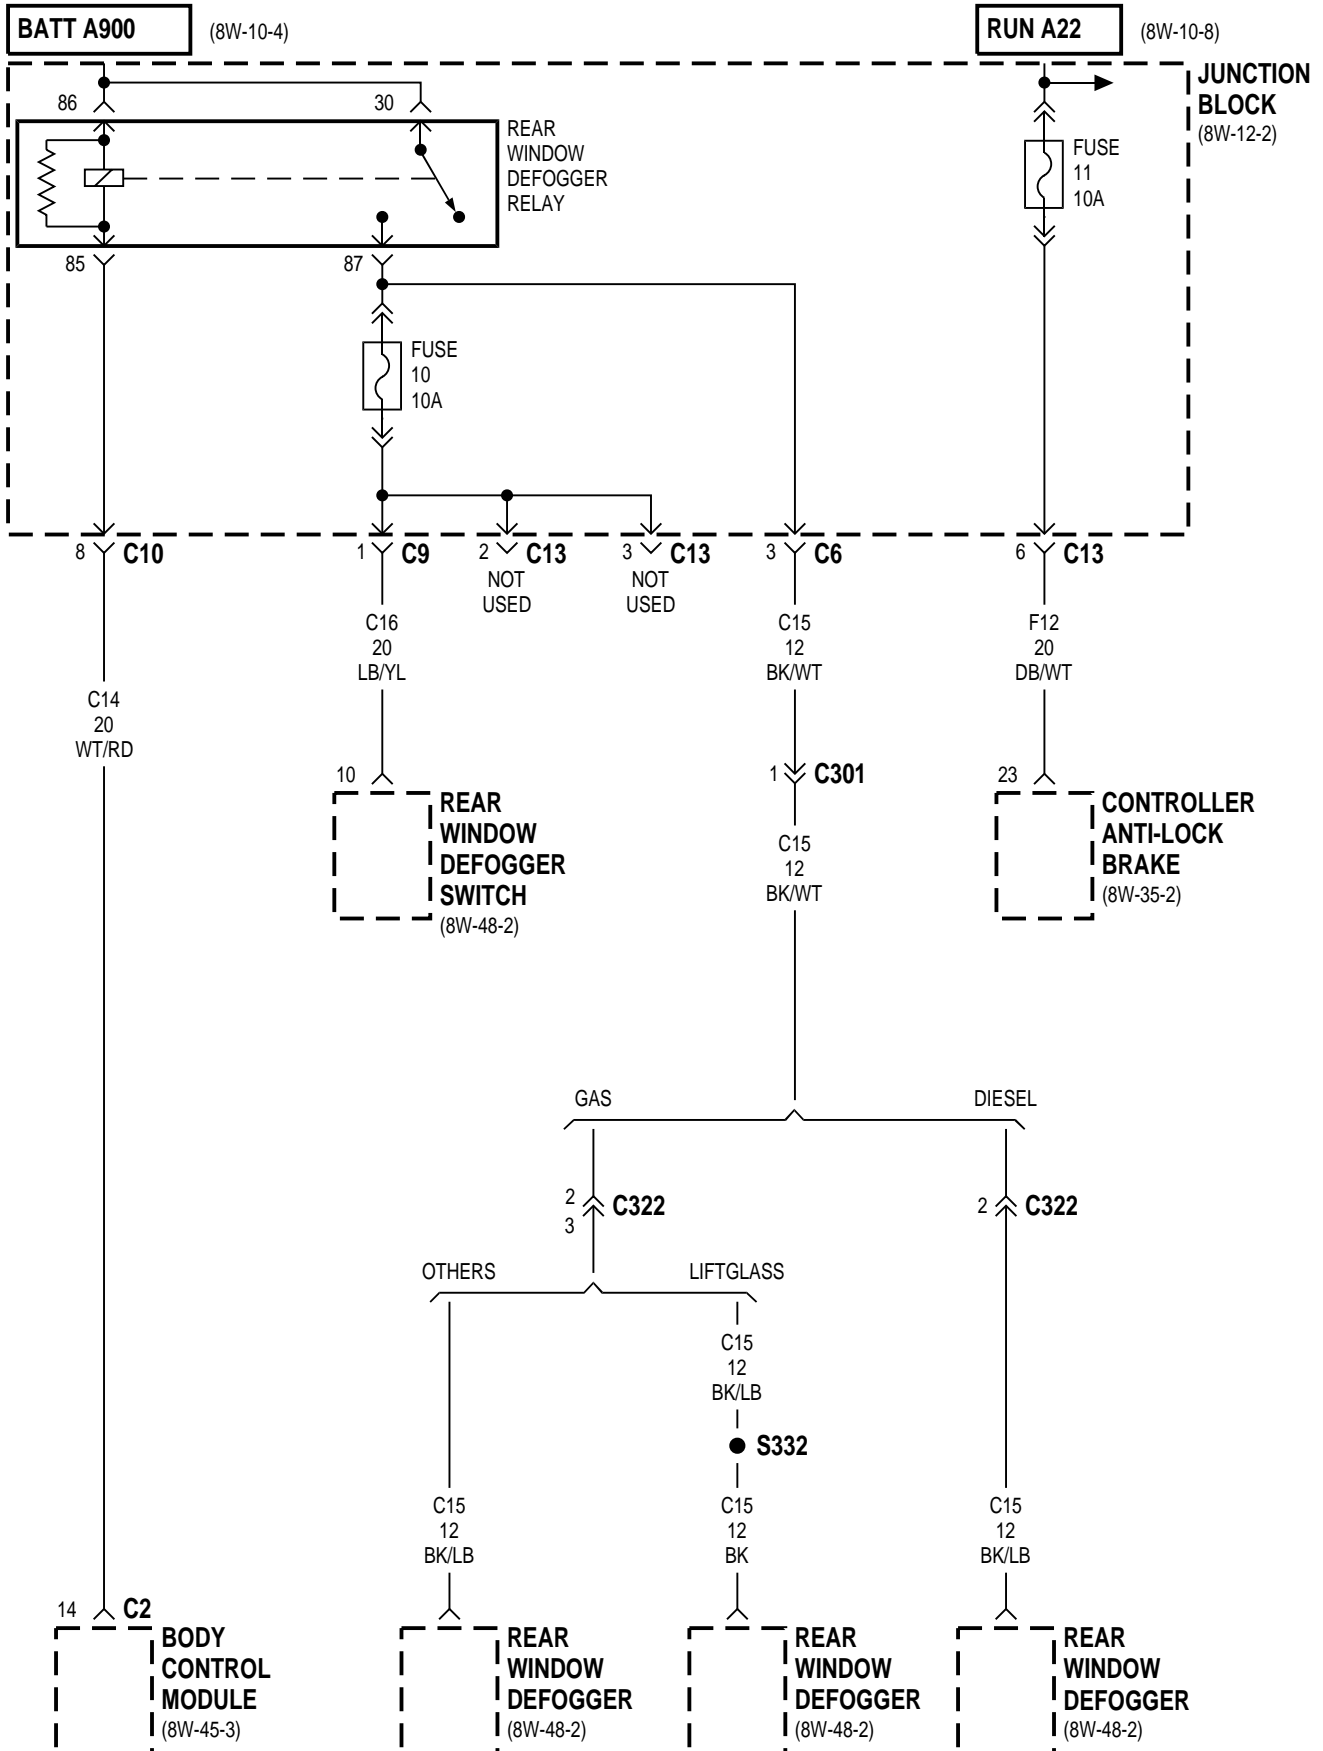 BATT A900 (8W-10-4) RUN A22 (8W-10-8)
JUNCTION
BLOCK
(8W-12-2)
86 30
REAR
WINDOW
DEFOGGER
RELAY
FUSE
11
10A
85 87
FUSE
10
10A
8 C10 1 C9 2 C13 3 C13 3 C6 6 C13
NOT
USED
NOT
USED
C16
20
LB/YL
C15
12
BK/WT
F12
20
DB/WT
C14
20
WT/RD
10
REAR
WINDOW
DEFOGGER
SWITCH
(8W-48-2)
1 C301
C15
12
BK/WT
23
CONTROLLER
ANTI-LOCK
BRAKE
(8W-35-2)
GAS DIESEL
2 C322
3
2 C322
OTHERS LIFTGLASS
C15
12
BK/LB
S332
C15
12
BK/LB
C15
12
BK
C15
12
BK/LB
14 C2
BODY
CONTROL
MODULE
(8W-45-3)
REAR
WINDOW
DEFOGGER
(8W-48-2)
REAR
WINDOW
DEFOGGER
(8W-48-2)
REAR
WINDOW
DEFOGGER
(8W-48-2)